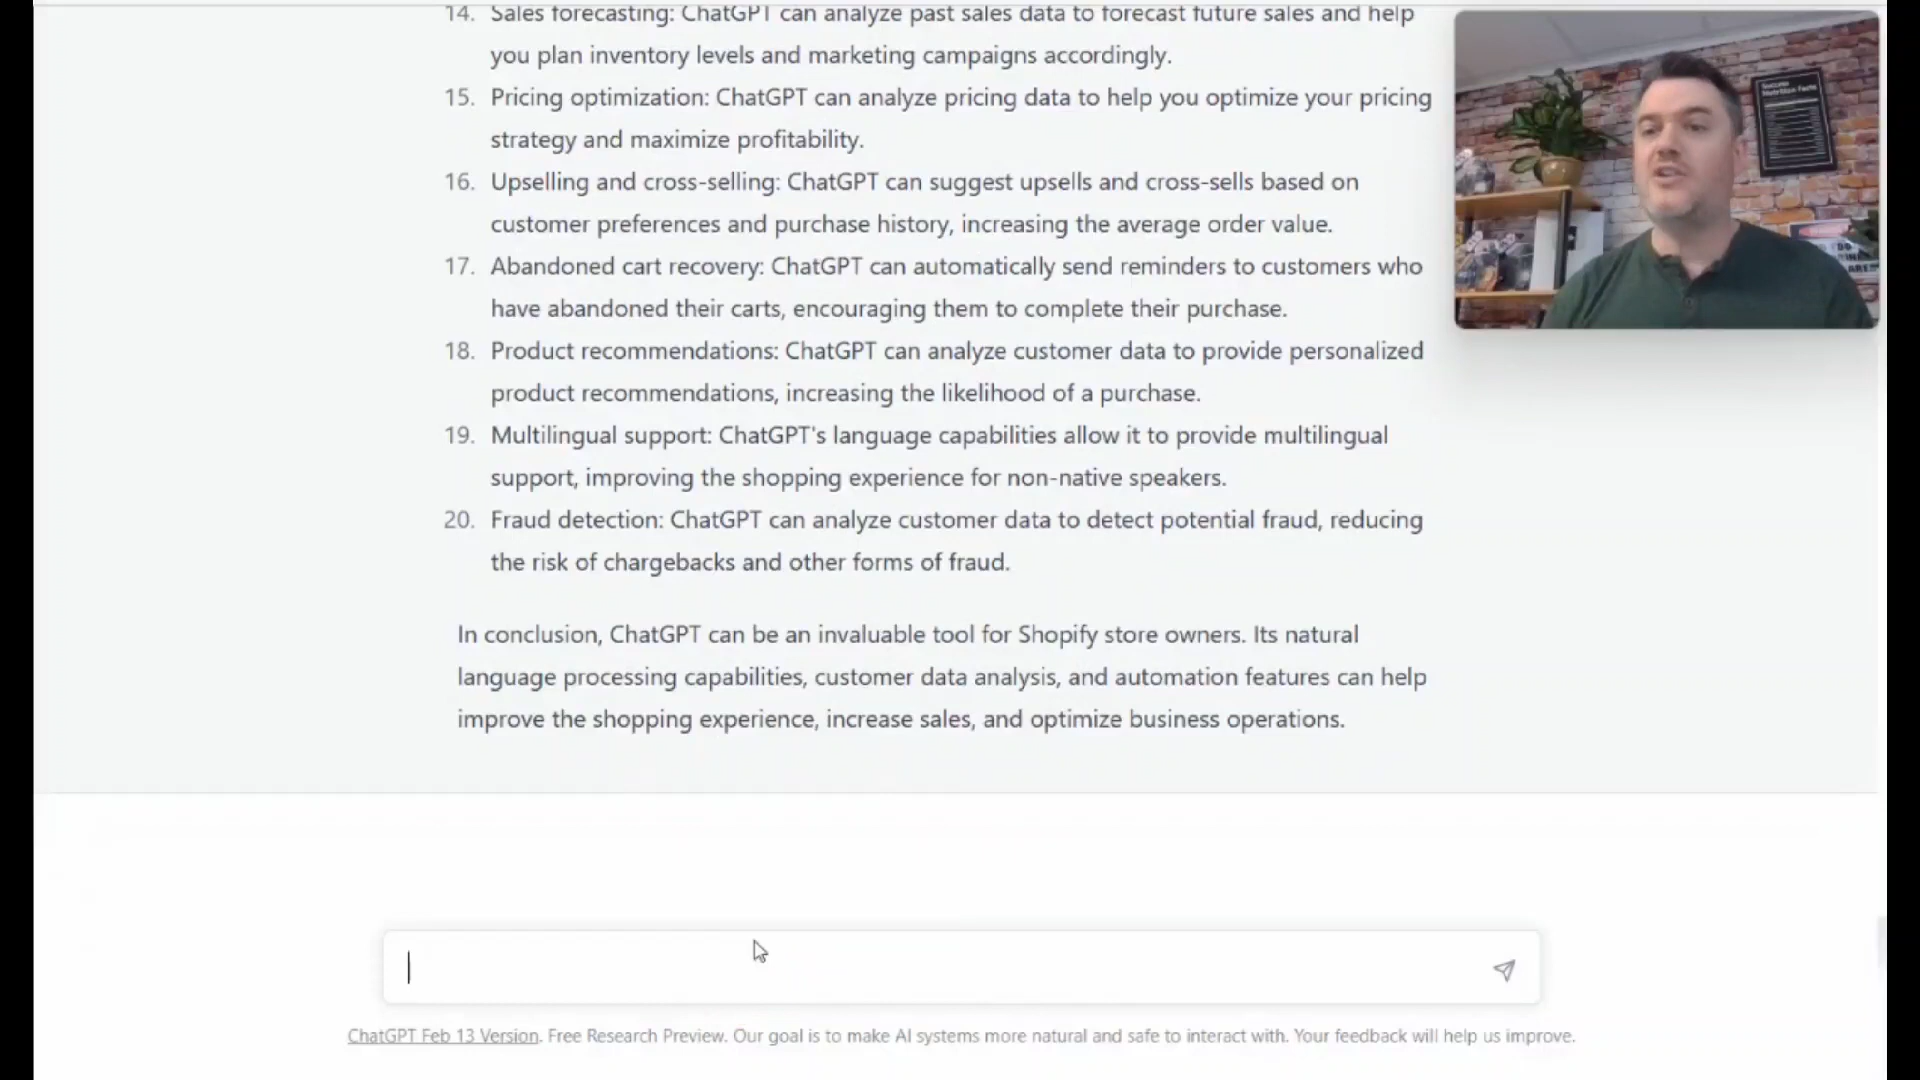 14. Sales forecasting: ChatGPT can analyze past sales data to forecast future sales and help
you plan inventory levels and marketing campaigns accordingly.
15. Pricing optimization: ChatGPT can analyze pricing data to help you optimize your pricing
strategy and maximize profitability.
16. Upselling and cross-selling: ChatGPT can suggest upsells and cross-sells based on
customer preferences and purchase history, increasing the average order value.
17. Abandoned cart recovery: ChatGPT can automatically send reminders to customers who
have abandoned their carts, encouraging them to complete their purchase.
18. Product recommendations: ChatGPT can analyze customer data to provide personalized
product recommendations, increasing the likelihood of a purchase.
19. Multilingual support: ChatGPT's language capabilities allow it to provide multilingual
support, improving the shopping experience for non-native speakers.
20. Fraud detection: ChatGPT can analyze customer data to detect potential fraud, reducing
the risk of chargebacks and other forms of fraud.
In conclusion, ChatGPT can be an invaluable tool for Shopify store owners. Its natural
language processing capabilities, customer data analysis, and automation features can help
improve the shopping experience, increase sales, and optimize business operations.
ChatGPT Feb 13 Version. Free Research Preview. Our goal is to make AI systems more natural and safe to interact with. Your feedback will help us improve.
Success
Nutrition Facts